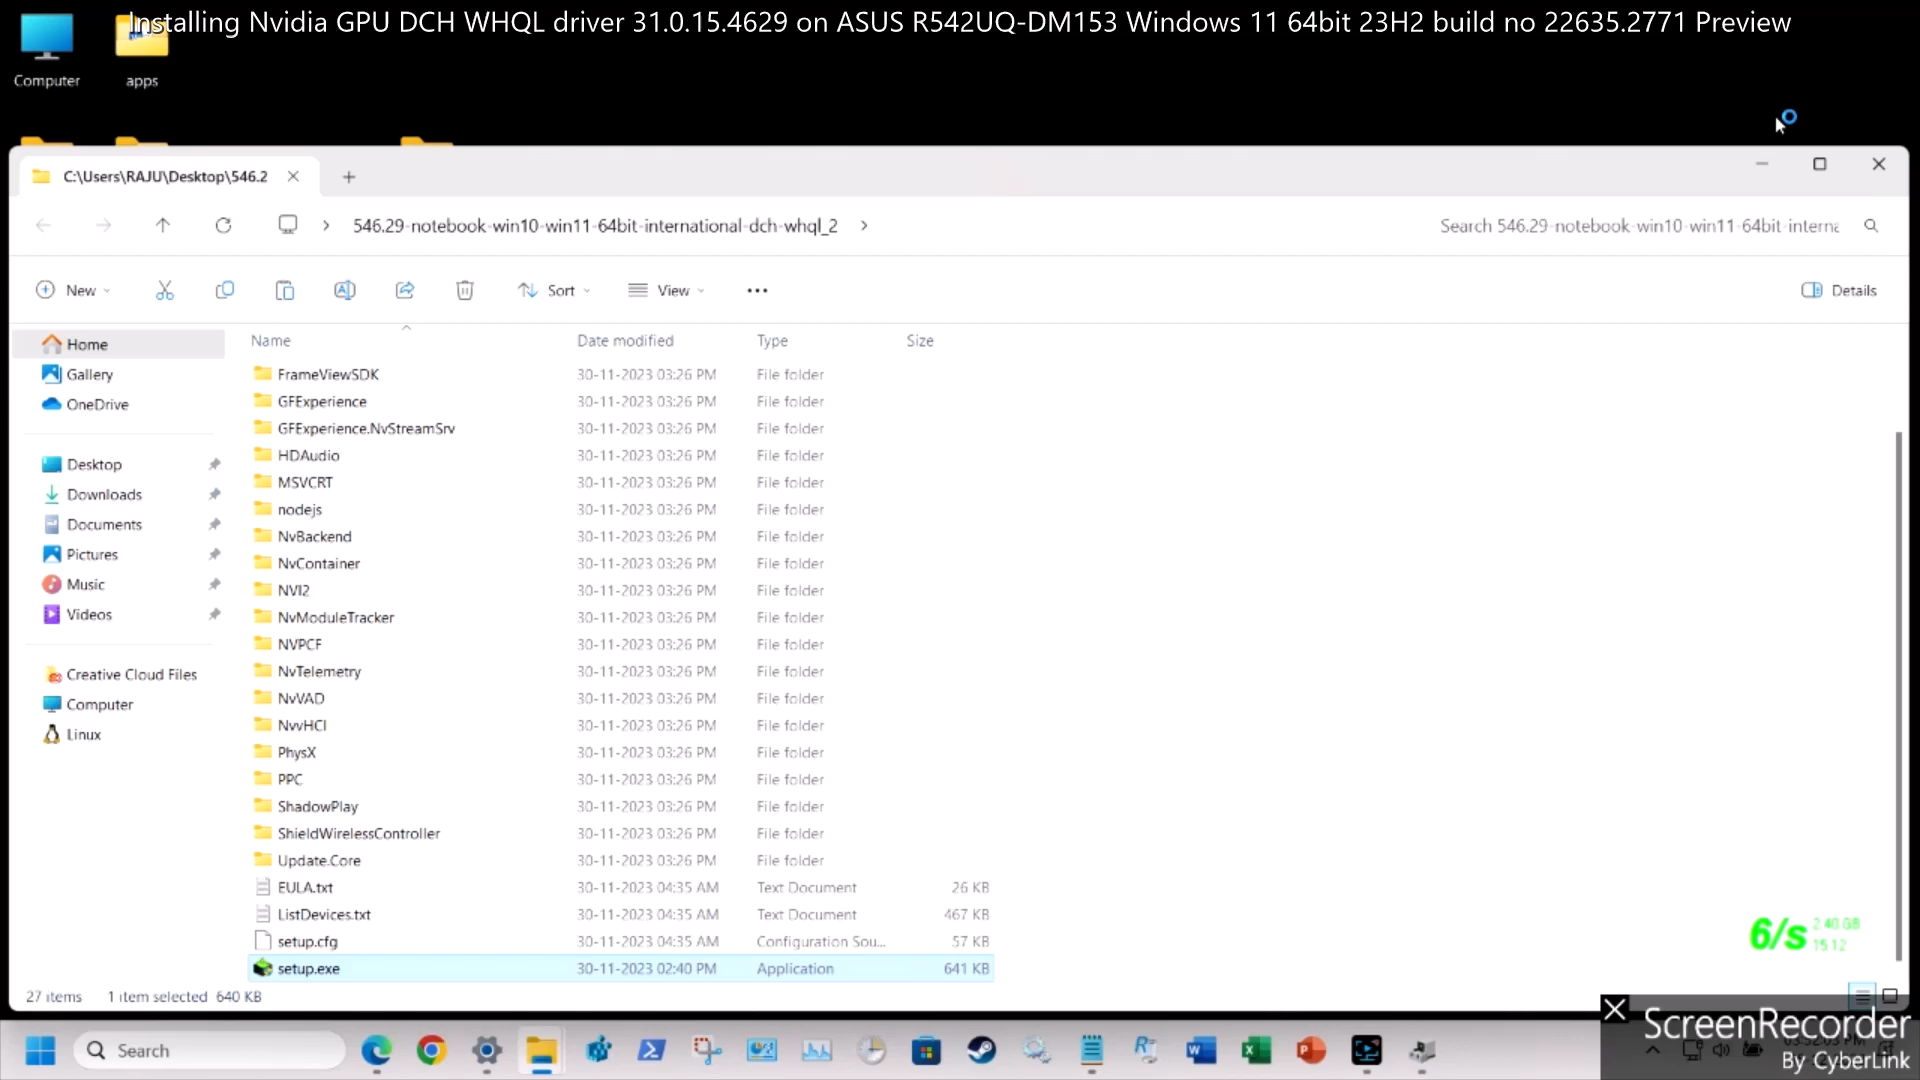 Installing Nvidia GPU DCH WHQL driver 31.0.15.4629 on ASUS R542UQ-DM153 Windows 11 64bit 23H2 build no 22635.2771 Preview
Computer apps
C:\Users\RAJU\Desktop\546.2
546.29-notebook-win10-win11-64bit-international-dch-whql_2
Search 546.29-notebook-win10-win11-64bit-interna
New Sort View Details
Name Date modified Type Size
Home
Gallery
OneDrive
Desktop
Downloads
Documents
Pictures
Music
Videos
Creative Cloud Files
Computer
Linux
FrameViewSDK 30-11-2023 03:26 PM File folder
GFExperience 30-11-2023 03:26 PM File folder
GFExperience.NvStreamSrv 30-11-2023 03:26 PM File folder
HDAudio 30-11-2023 03:26 PM File folder
MSVCRT 30-11-2023 03:26 PM File folder
nodejs 30-11-2023 03:26 PM File folder
NvBackend 30-11-2023 03:26 PM File folder
NvContainer 30-11-2023 03:26 PM File folder
NVI2 30-11-2023 03:26 PM File folder
NvModuleTracker 30-11-2023 03:26 PM File folder
NVPCF 30-11-2023 03:26 PM File folder
NvTelemetry 30-11-2023 03:26 PM File folder
NvVAD 30-11-2023 03:26 PM File folder
NvvHCI 30-11-2023 03:26 PM File folder
PhysX 30-11-2023 03:26 PM File folder
PPC 30-11-2023 03:26 PM File folder
ShadowPlay 30-11-2023 03:26 PM File folder
ShieldWirelessController 30-11-2023 03:26 PM File folder
Update.Core 30-11-2023 03:26 PM File folder
EULA.txt 30-11-2023 04:35 AM Text Document 26 KB
ListDevices.txt 30-11-2023 04:35 AM Text Document 467 KB
setup.cfg 30-11-2023 04:35 AM Configuration Sou... 57 KB
setup.exe 30-11-2023 02:40 PM Application 641 KB
6/s 2.40 GB
15:12
27 items 1 item selected 640 KB
Search
ScreenRecorder
By CyberLink